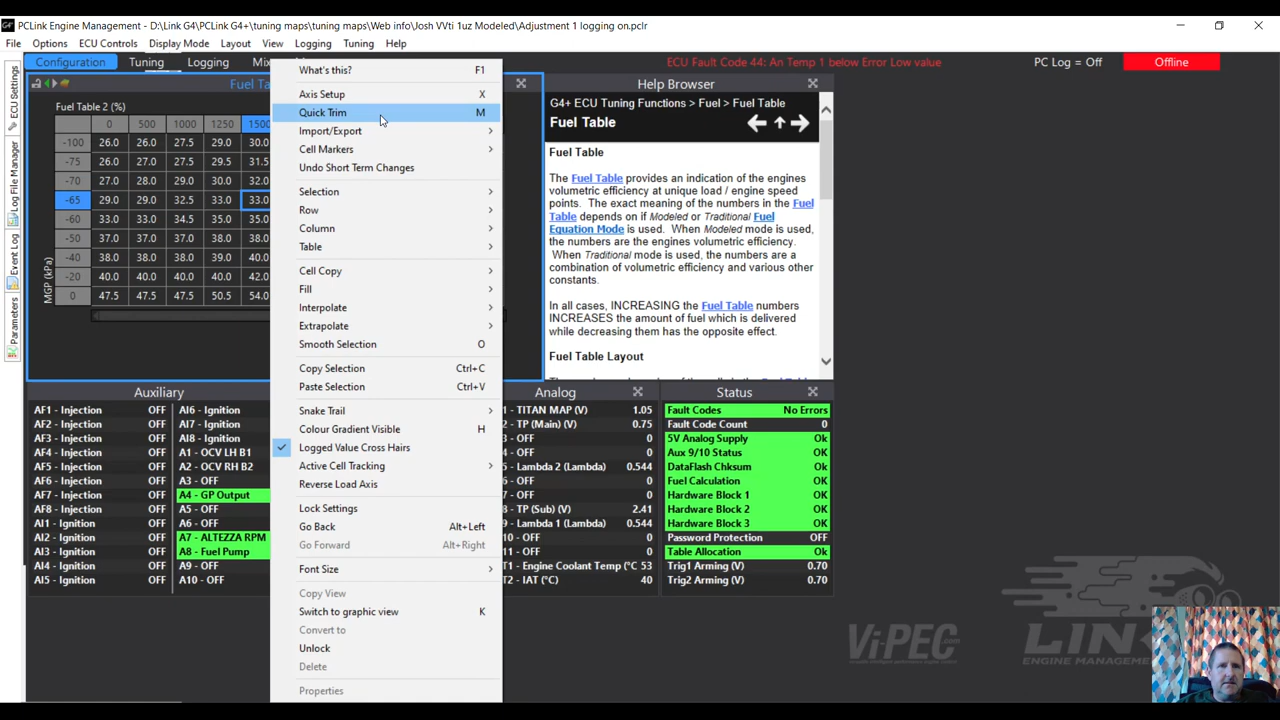 PCLink Engine Management - D:\Link G4\PCLink G4+\tuning maps\tuning maps\Web info\Josh VVti 1uz Modeled\Adjustment 1 logging on.pclr
File Options ECU Controls Display Mode Layout View Logging Tuning Help
Configuration Tuning Logging Mix
ECU Fault Code 44: An Temp 1 below Error Low value
PC Log = Off
Offline
ECU Settings
Log File Manager
Event Log
Parameters
Fuel Ta
Fuel Table 2 (%)
0 500 1000 1250 1500
-100 26.0 26.0 27.5 29.0 30.0
-75 26.0 26.0 27.5 29.0 31.5
-70 27.0 28.0 29.0 30.0 32.0
-65 29.0 29.0 32.5 33.0 33.0
-60 33.0 33.0 34.5 35.0 35.0
-50 37.0 37.0 37.0 38.0 38.0
-40 38.0 38.0 38.0 39.0 40.0
-20 40.0 40.0 40.0 40.0 42.0
0 47.5 47.5 47.5 50.5 54.0
MGP (kPa)
What's this? F1
Axis Setup X
Quick Trim M
Import/Export
Cell Markers
Undo Short Term Changes
Selection
Row
Column
Table
Cell Copy
Fill
Interpolate
Extrapolate
Smooth Selection O
Copy Selection Ctrl+C
Paste Selection Ctrl+V
Snake Trail
Colour Gradient Visible H
Logged Value Cross Hairs
Active Cell Tracking
Reverse Load Axis
Lock Settings
Go Back Alt+Left
Go Forward Alt+Right
Font Size
Copy View
Switch to graphic view K
Convert to
Unlock
Delete
Properties
Help Browser
G4+ ECU Tuning Functions > Fuel > Fuel Table
Fuel Table
Fuel Table
The Fuel Table provides an indication of the engines
volumetric efficiency at unique load / engine speed
points. The exact meaning of the numbers in the Fuel
Table depends on if Modeled or Traditional Fuel
Equation Mode is used. When Modeled mode is used,
the numbers are the engines volumetric efficiency.
When Traditional mode is used, the numbers are a
combination of volumetric efficiency and various other
constants.
In all cases, INCREASING the Fuel Table numbers
INCREASES the amount of fuel which is delivered
while decreasing them has the opposite effect.
Fuel Table Layout
Auxiliary
AF1 - Injection OFF
AF2 - Injection OFF
AF3 - Injection OFF
AF4 - Injection OFF
AF5 - Injection OFF
AF6 - Injection OFF
AF7 - Injection OFF
AF8 - Injection OFF
AI1 - Ignition OFF
AI2 - Ignition OFF
AI3 - Ignition OFF
AI4 - Ignition OFF
AI5 - Ignition OFF
AI6 - Ignition
AI7 - Ignition
AI8 - Ignition
A1 - OCV LH B1
A2 - OCV RH B2
A3 - OFF
A4 - GP Output
A5 - OFF
A6 - OFF
A7 - ALTEZZA RPM
A8 - Fuel Pump
A9 - OFF
A10 - OFF
Analog
1 - TITAN MAP (V) 1.05
2 - TP (Main) (V) 0.75
3 - OFF 0
4 - OFF 0
5 - Lambda 2 (Lambda) 0.544
- OFF 0
7 - OFF 0
8 - TP (Sub) (V) 2.41
9 - Lambda 1 (Lambda) 0.544
10 - OFF 0
11 - OFF 0
T1 - Engine Coolant Temp (°C 53
T2 - IAT (°C) 40
Status
Fault Codes No Errors
Fault Code Count 0
5V Analog Supply Ok
Aux 9/10 Status Ok
DataFlash Chksum Ok
Fuel Calculation OK
Hardware Block 1 OK
Hardware Block 2 OK
Hardware Block 3 OK
Password Protection OFF
Table Allocation Ok
Trig1 Arming (V) 0.70
Trig2 Arming (V) 0.70
Vi-PEC
LINK
ENGINE MANAGEM